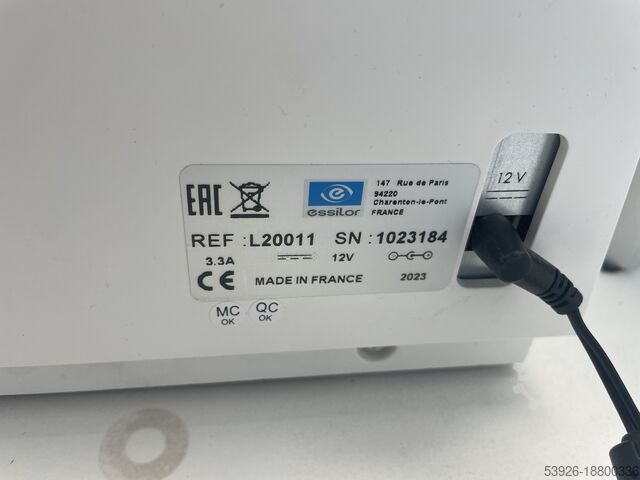 12 V
EAC
essilor
147 Rue de Paris
94220
Charenton-le-Pont
FRANCE
REF : L20011 SN : 1023184
3.3A 12V
CE MADE IN FRANCE 2023
MC OK
QC OK
53926-18800336